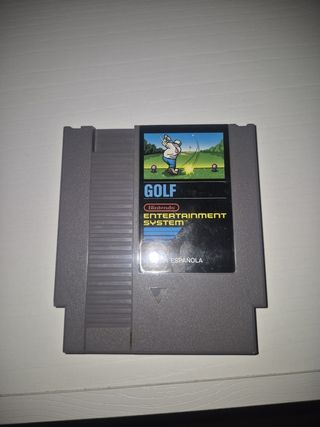 GOLF
Nintendo
ENTERTAINMENT
SYSTEM
ESPAÑOLA